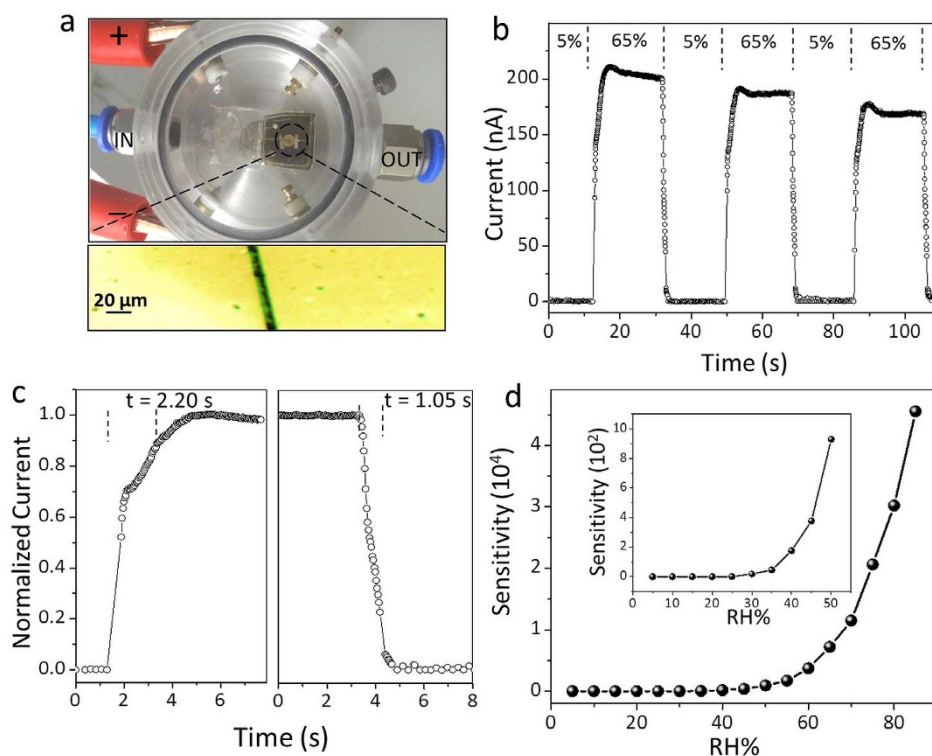 a
+
IN
OUT
−
20 µm
b
5% 65% 5% 65% 5% 65%
200
150
100
50
0
Current (nA)
0 20 40 60 80 100
Time (s)
c
t = 2.20 s
t = 1.05 s
1.0
0.8
0.6
0.4
0.2
0.0
Normalized Current
0 2 4 6 0 2 4 6 8
Time (s)
d
Sensitivity (10⁴)
4
3
2
1
0
0 20 40 60 80
RH%
Sensitivity (10²)
10
8
6
4
2
0
0 10 20 30 40 50
RH%